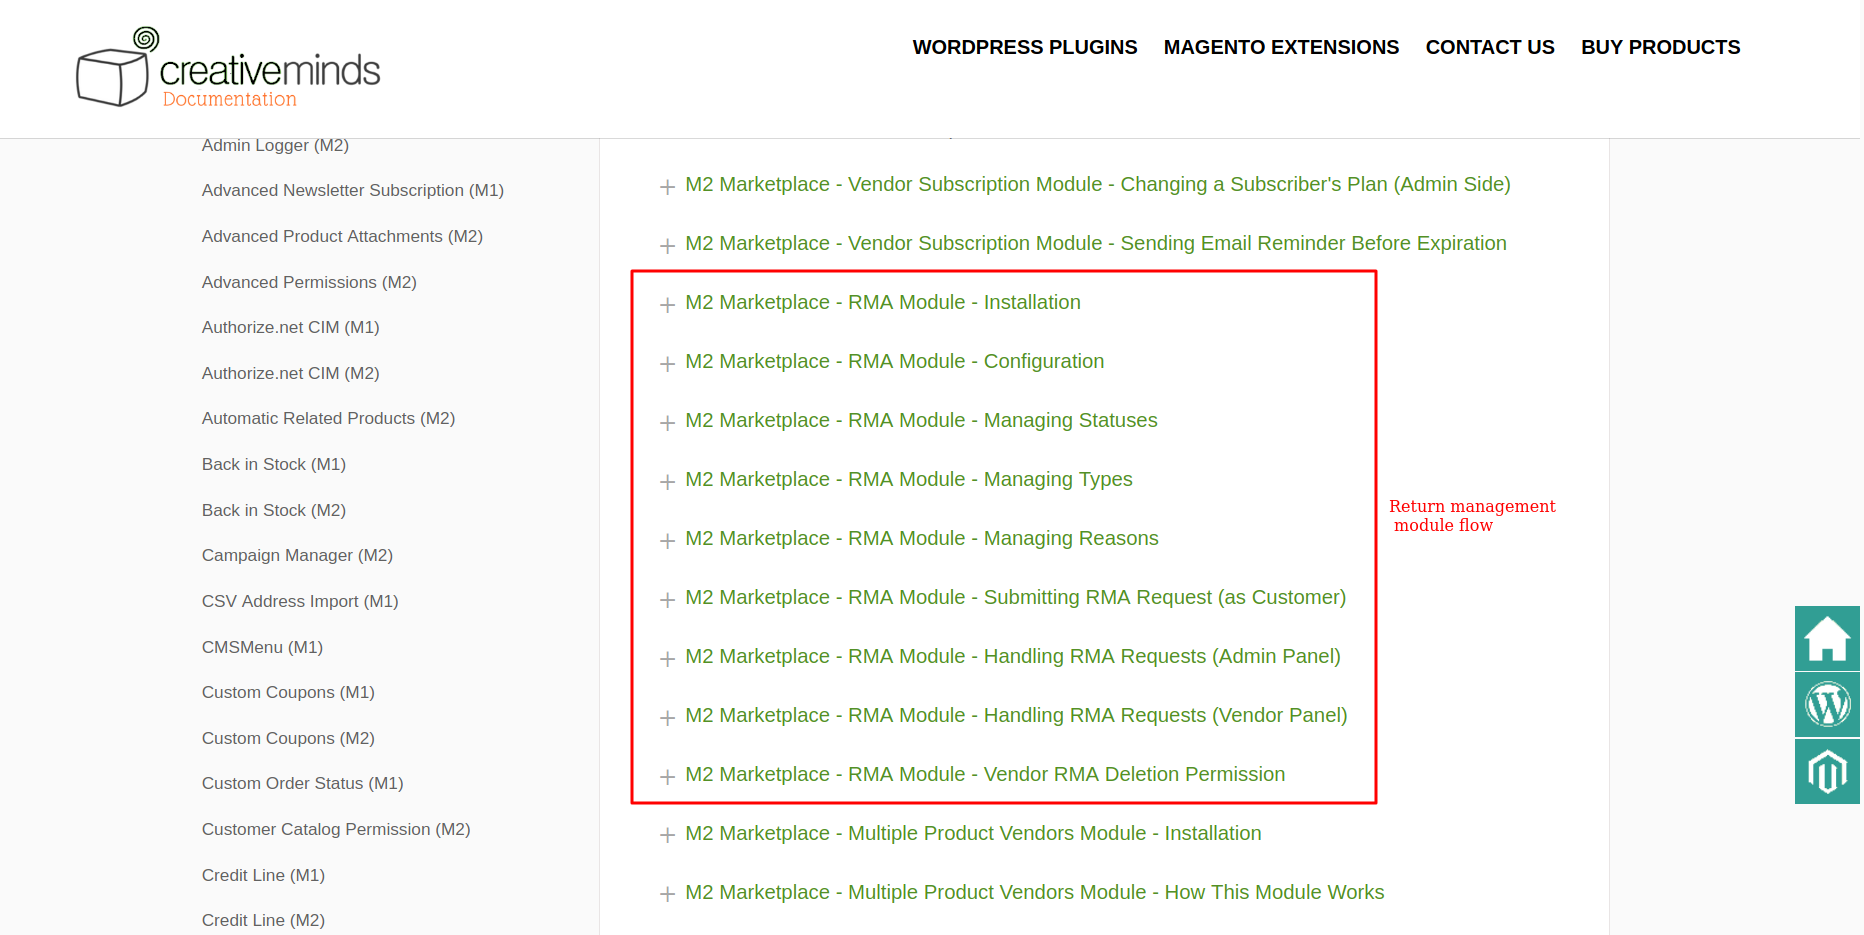 creativeminds
Documentation
WORDPRESS PLUGINS
MAGENTO EXTENSIONS
CONTACT US
BUY PRODUCTS
Admin Logger (M2)
Advanced Newsletter Subscription (M1)
Advanced Product Attachments (M2)
Advanced Permissions (M2)
Authorize.net CIM (M1)
Authorize.net CIM (M2)
Automatic Related Products (M2)
Back in Stock (M1)
Back in Stock (M2)
Campaign Manager (M2)
CSV Address Import (M1)
CMSMenu (M1)
Custom Coupons (M1)
Custom Coupons (M2)
Custom Order Status (M1)
Customer Catalog Permission (M2)
Credit Line (M1)
Credit Line (M2)
M2 Marketplace - Vendor Subscription Module - Changing a Subscriber's Plan (Admin Side)
M2 Marketplace - Vendor Subscription Module - Sending Email Reminder Before Expiration
M2 Marketplace - RMA Module - Installation
M2 Marketplace - RMA Module - Configuration
M2 Marketplace - RMA Module - Managing Statuses
M2 Marketplace - RMA Module - Managing Types
M2 Marketplace - RMA Module - Managing Reasons
M2 Marketplace - RMA Module - Submitting RMA Request (as Customer)
M2 Marketplace - RMA Module - Handling RMA Requests (Admin Panel)
M2 Marketplace - RMA Module - Handling RMA Requests (Vendor Panel)
M2 Marketplace - RMA Module - Vendor RMA Deletion Permission
M2 Marketplace - Multiple Product Vendors Module - Installation
M2 Marketplace - Multiple Product Vendors Module - How This Module Works
Return management
module flow